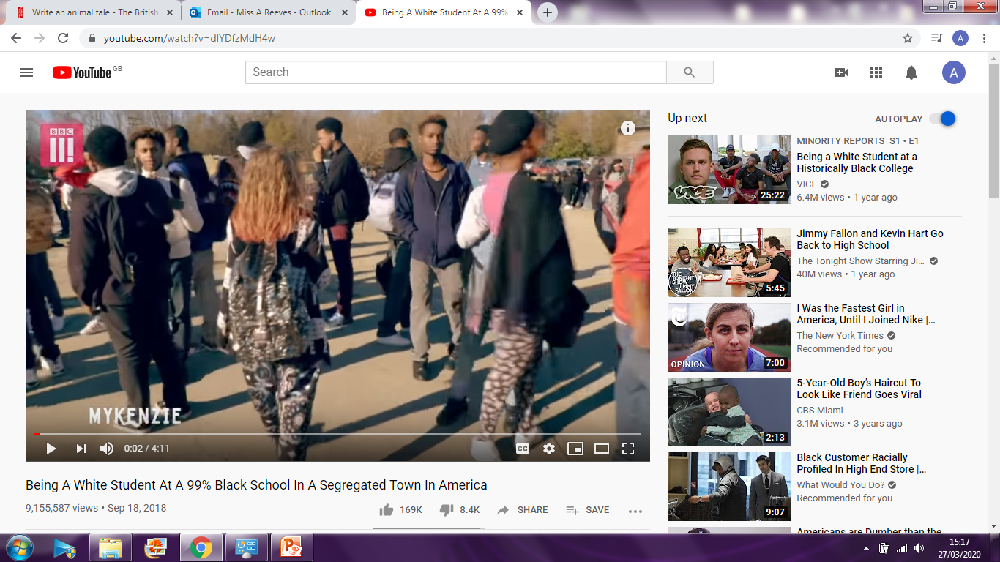 Write an animal tale - The British
Email - Miss A Reeves - Outlook
Being A White Student At A 99%
youtube.com/watch?v=dIYDfzMdH4w
A
YouTube GB
Search
A
BBC
MYKENZIE
0:02 / 4:11
CC
Being A White Student At A 99% Black School In A Segregated Town In America
9,155,587 views • Sep 18, 2018
169K
8.4K
SHARE
SAVE
Up next
AUTOPLAY
VICE
25:22
MINORITY REPORTS S1 • E1
Being a White Student at a
Historically Black College
VICE
6.4M views • 1 year ago
THE
TONIGHT
SHOW
JIMMY
FALLON
5:45
Jimmy Fallon and Kevin Hart Go
Back to High School
The Tonight Show Starring Ji...
40M views • 1 year ago
OPINION
7:00
I Was the Fastest Girl in
America, Until I Joined Nike |...
The New York Times
Recommended for you
2:13
5-Year-Old Boy's Haircut To
Look Like Friend Goes Viral
CBS Miami
3.1M views • 3 years ago
9:07
Black Customer Racially
Profiled In High End Store |...
What Would You Do?
Recommended for you
Americans are Dumber than the
15:17
27/03/2020